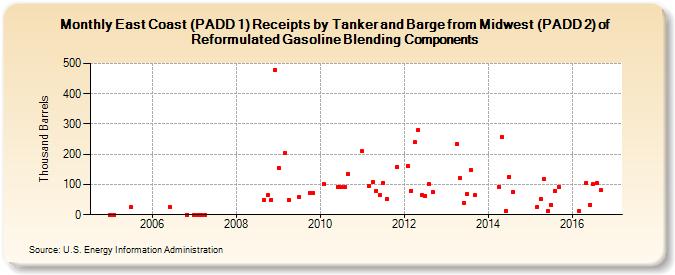 Monthly East Coast (PADD 1) Receipts by Tanker and Barge from Midwest (PADD 2) of
Reformulated Gasoline Blending Components
Thousand Barrels
500
400
300
200
100
0
2006 2008 2010 2012 2014 2016
Source: U.S. Energy Information Administration